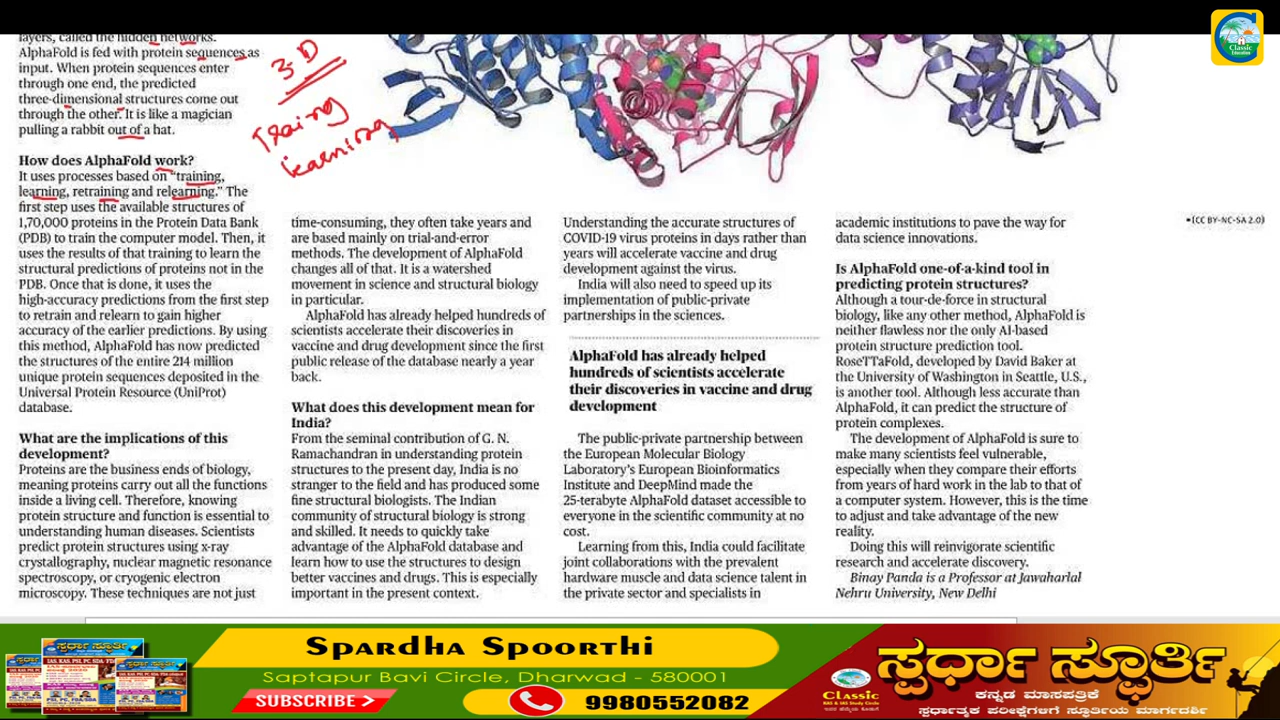 layers, called the hidden networks.
AlphaFold is fed with protein sequences as
input. When protein sequences enter
through one end, the predicted
three-dimensional structures come out
through the other. It is like a magician
pulling a rabbit out of a hat.
How does AlphaFold work?
It uses processes based on “training,
learning, retraining and relearning.” The
first step uses the available structures of
1,70,000 proteins in the Protein Data Bank
(PDB) to train the computer model. Then, it
uses the results of that training to learn the
structural predictions of proteins not in the
PDB. Once that is done, it uses the
high-accuracy predictions from the first step
to retrain and relearn to gain higher
accuracy of the earlier predictions. By using
this method, AlphaFold has now predicted
the structures of the entire 214 million
unique protein sequences deposited in the
Universal Protein Resource (UniProt)
database.
What are the implications of this
development?
Proteins are the business ends of biology,
meaning proteins carry out all the functions
inside a living cell. Therefore, knowing
protein structure and function is essential to
understanding human diseases. Scientists
predict protein structures using x-ray
crystallography, nuclear magnetic resonance
spectroscopy, or cryogenic electron
microscopy. These techniques are not just
3-D
time-consuming, they often take years and
are based mainly on trial-and-error
methods. The development of AlphaFold
changes all of that. It is a watershed
movement in science and structural biology
in particular.
AlphaFold has already helped hundreds of
scientists accelerate their discoveries in
vaccine and drug development since the first
public release of the database nearly a year
back.
What does this development mean for
India?
From the seminal contribution of G. N.
Ramachandran in understanding protein
structures to the present day, India is no
stranger to the field and has produced some
fine structural biologists. The Indian
community of structural biology is strong
and skilled. It needs to quickly take
advantage of the AlphaFold database and
learn how to use the structures to design
better vaccines and drugs. This is especially
important in the present context.
Understanding the accurate structures of
COVID-19 virus proteins in days rather than
years will accelerate vaccine and drug
development against the virus.
India will also need to speed up its
implementation of public-private
partnerships in the sciences.
AlphaFold has already helped
hundreds of scientists accelerate
their discoveries in vaccine and drug
development
The public-private partnership between
the European Molecular Biology
Laboratory’s European Bioinformatics
Institute and DeepMind made the
25-terabyte AlphaFold dataset accessible to
everyone in the scientific community at no
cost.
Learning from this, India could facilitate
joint collaborations with the prevalent
hardware muscle and data science talent in
the private sector and specialists in
academic institutions to pave the way for
data science innovations.
Is AlphaFold one-of-a-kind tool in
predicting protein structures?
Although a tour-de-force in structural
biology, like any other method, AlphaFold is
neither flawless nor the only AI-based
protein structure prediction tool.
RoseTTaFold, developed by David Baker at
the University of Washington in Seattle, U.S.,
is another tool. Although less accurate than
AlphaFold, it can predict the structure of
protein complexes.
The development of AlphaFold is sure to
make many scientists feel vulnerable,
especially when they compare their efforts
from years of hard work in the lab to that of
a computer system. However, this is the time
to adjust and take advantage of the new
reality.
Doing this will reinvigorate scientific
research and accelerate discovery.
Binay Panda is a Professor at Jawaharlal
Nehru University, New Delhi
•(CC BY-NC-SA 2.0)
Classic
Education
Spardha Spoorthi
Saptapur Bavi Circle, Dharwad - 580001
SUBSCRIBE
9980552082
Classic
KAS & IAS Study Circle
ಸ್ಪರ್ಧಾ ಸ್ಫೂರ್ತಿ
ಕನ್ನಡ ಮಾಸಪತ್ರಿಕೆ
ಸ್ಪರ್ಧಾತ್ಮಕ ಪರೀಕ್ಷೆಗಳಿಗೆ ಸ್ಫೂರ್ತಿಯ ಮಾರ್ಗದರ್ಶಿ